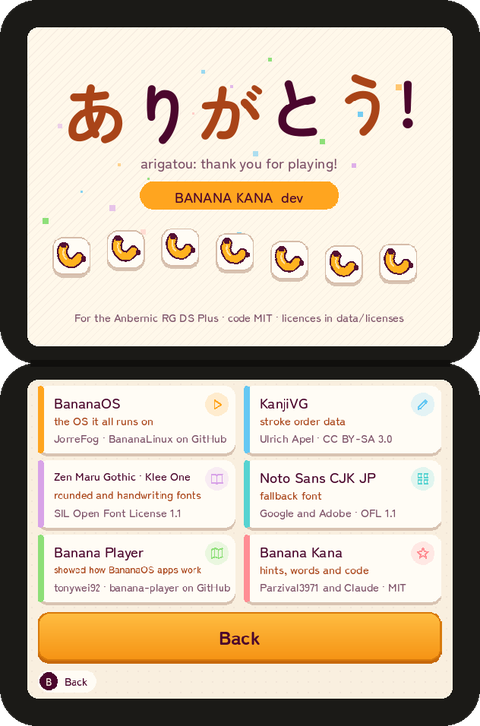 ありがとう!
arigatou: thank you for playing!
BANANA KANA dev
For the Anbernic RG DS Plus · code MIT · licences in data/licenses
BananaOS
the OS it all runs on
JorreFog · BananaLinux on GitHub
KanjiVG
stroke order data
Ulrich Apel · CC BY-SA 3.0
Zen Maru Gothic · Klee One
rounded and handwriting fonts
SIL Open Font License 1.1
Noto Sans CJK JP
fallback font
Google and Adobe · OFL 1.1
Banana Player
showed how BananaOS apps work
tonywei92 · banana-player on GitHub
Banana Kana
hints, words and code
Parzival3971 and Claude · MIT
Back
B Back